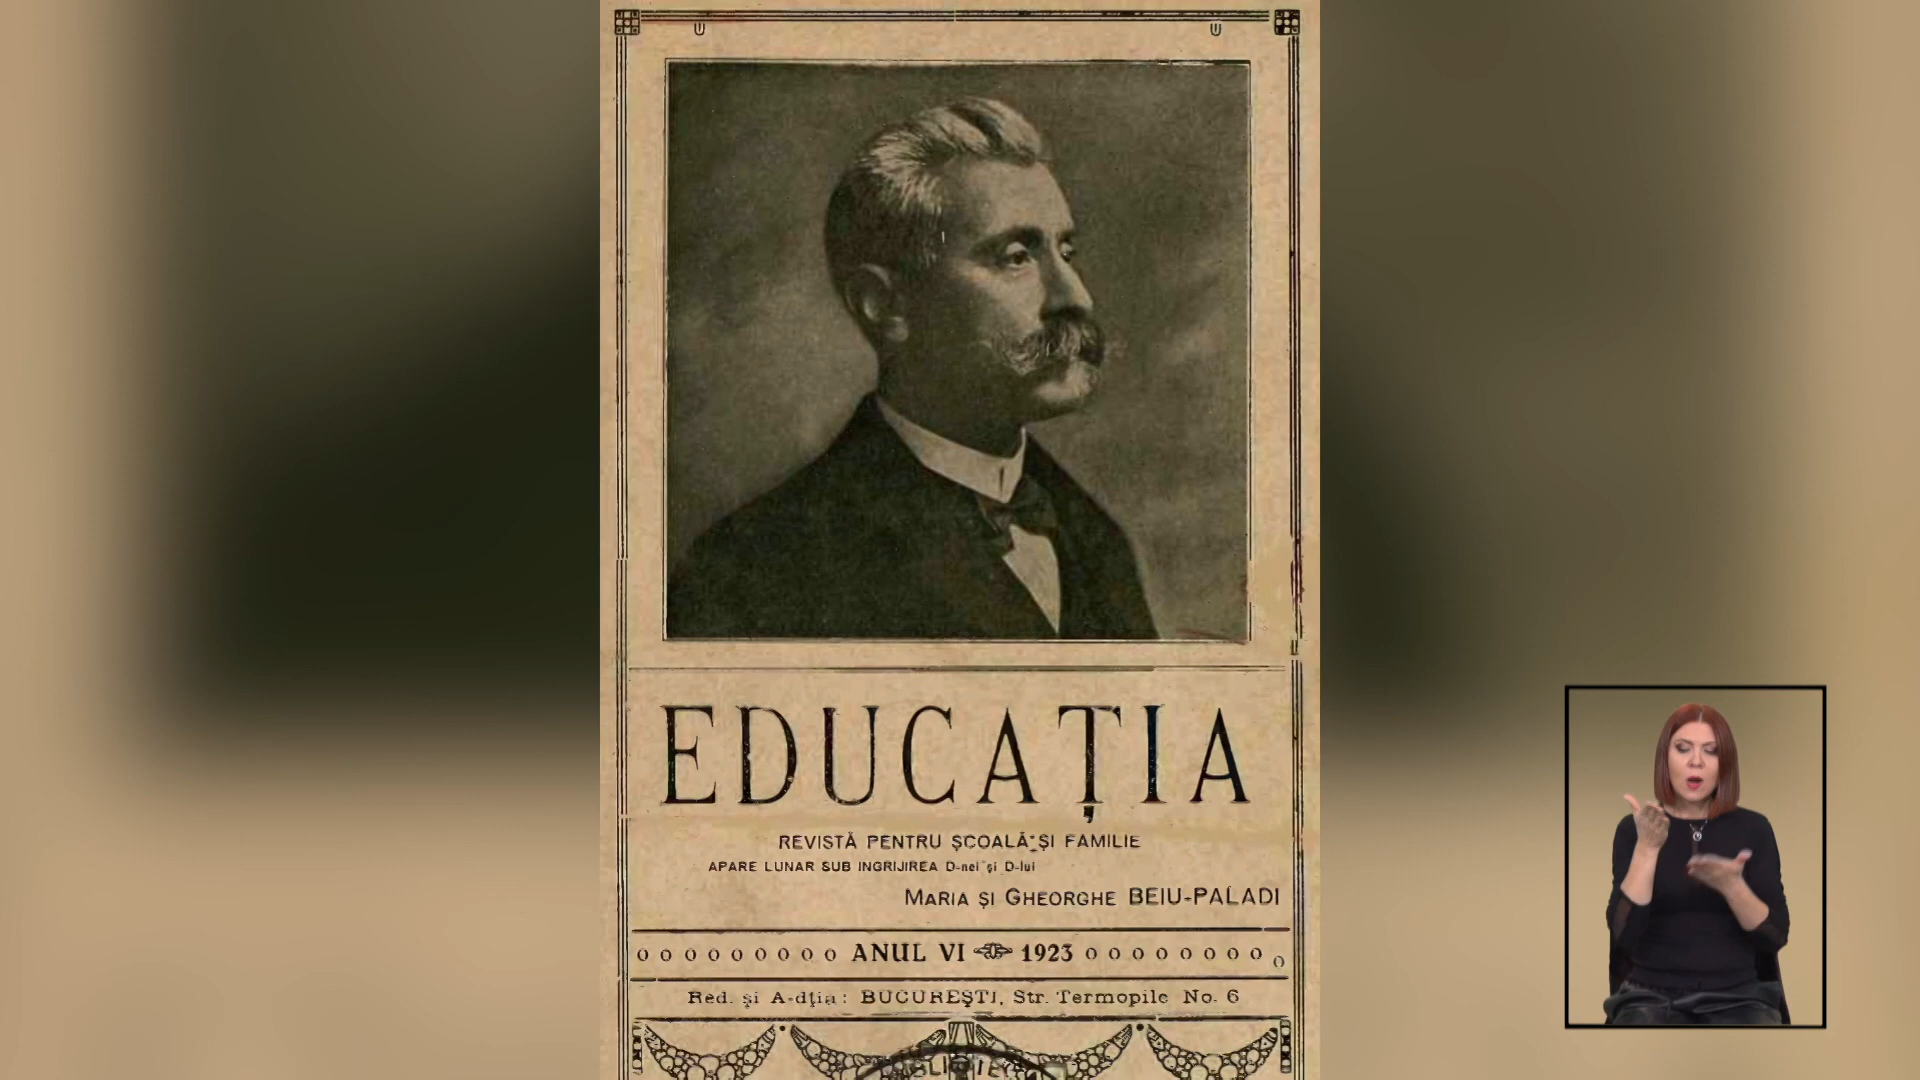 EDUCAȚIA
REVISTĂ PENTRU ȘCOALĂ ȘI FAMILIE
APARE LUNAR SUB INGRIJIREA D-nei și D-lui
MARIA ȘI GHEORGHE BEIU-PALADI
ANUL VI 1923
Red. și A-dția: BUCUREȘTI, Str. Termopile No. 6